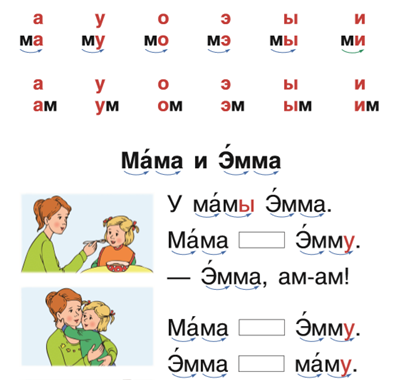 а у о э ы и
ма му мо мэ мы ми
а у о э ы и
ам ум ом эм ым им
Ма́ма и Э́мма
У ма́мы Э́мма.
Ма́ма Э́мму.
— Э́мма, ам-ам!
Ма́ма Э́мму.
Э́мма ма́му.